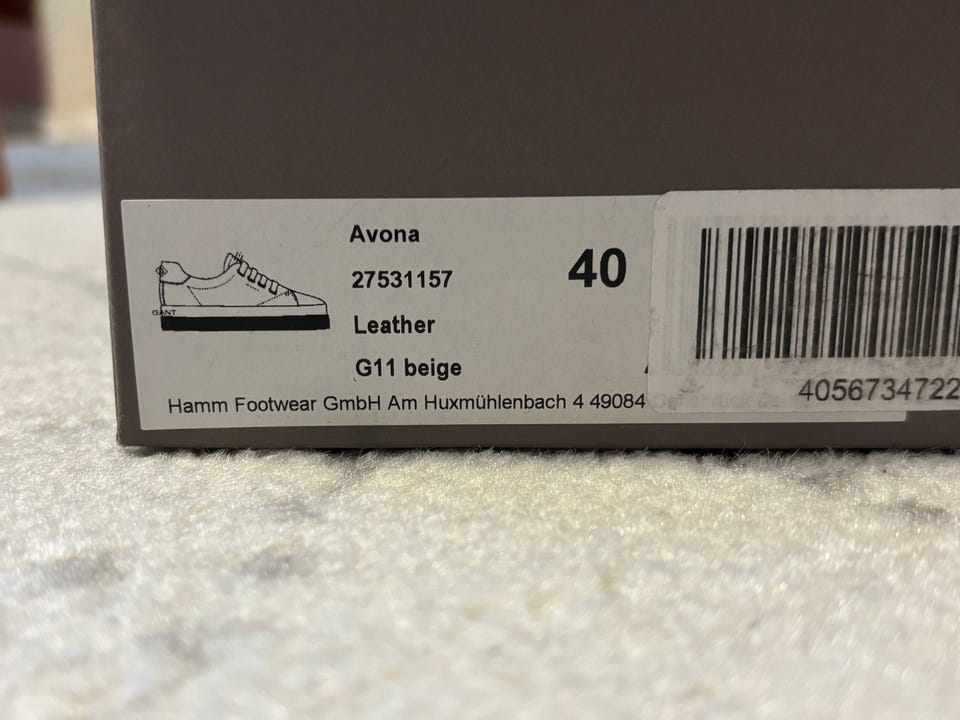 Avona
27531157
40
Leather
GANT
G11 beige
Hamm Footwear GmbH Am Huxmühlenbach 4 49084
4056734722